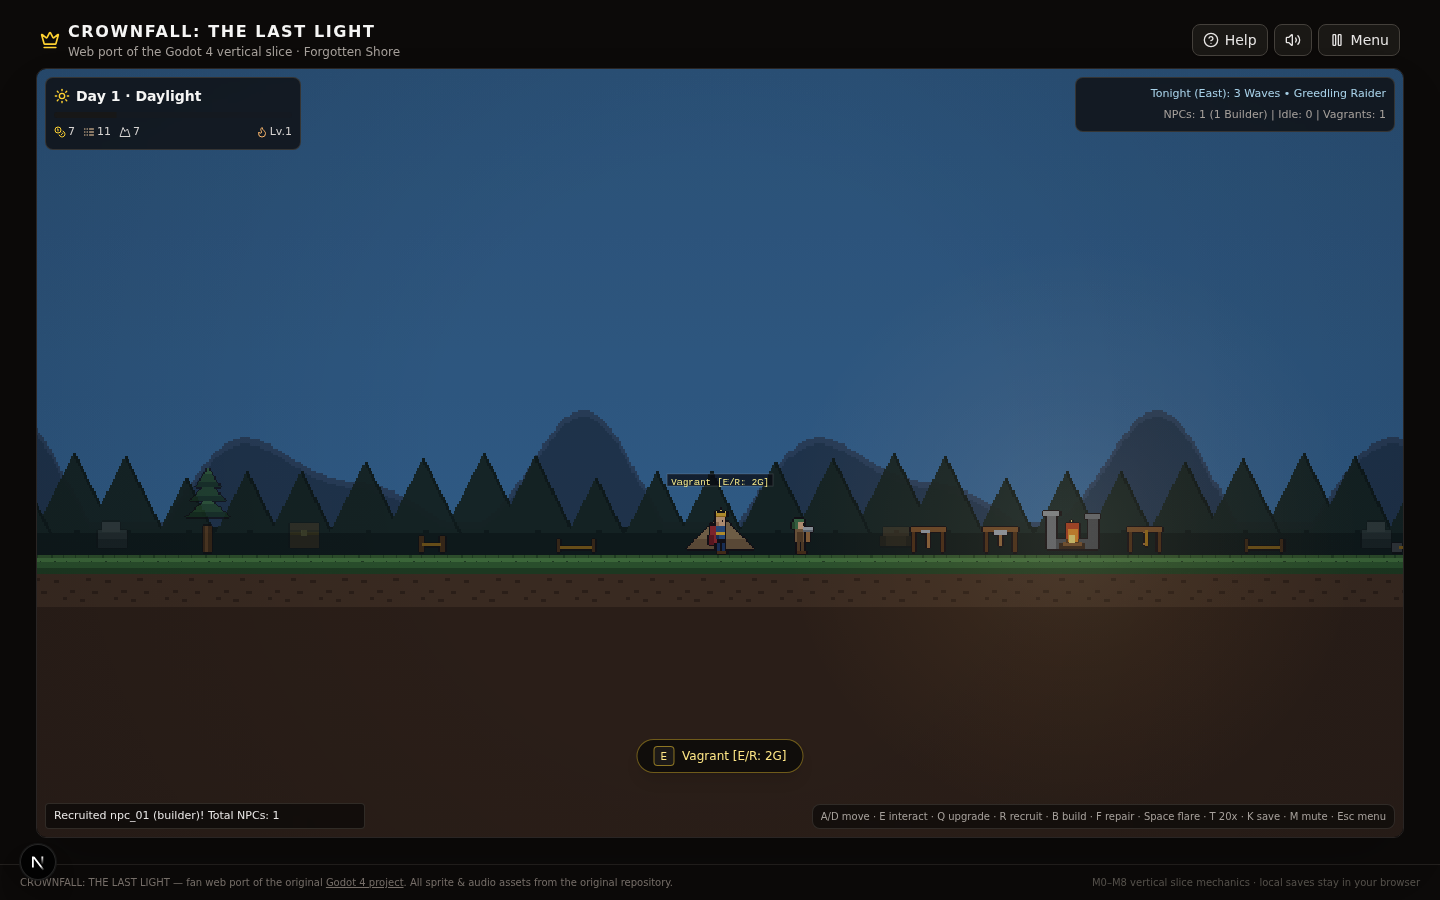 CROWNFALL: THE LAST LIGHT
Web port of the Godot 4 vertical slice · Forgotten Shore
Help
Menu
Day 1 · Daylight
7 11 7 Lv.1
Tonight (East): 3 Waves • Greedling Raider
NPCs: 1 (1 Builder) | Idle: 0 | Vagrants: 1
Vagrant [E/R: 2G]
E Vagrant [E/R: 2G]
Recruited npc_01 (builder)! Total NPCs: 1
A/D move · E interact · Q upgrade · R recruit · B build · F repair · Space flare · T 20x · K save · M mute · Esc menu
N
CROWNFALL: THE LAST LIGHT — fan web port of the original Godot 4 project. All sprite & audio assets from the original repository.
M0–M8 vertical slice mechanics · local saves stay in your browser